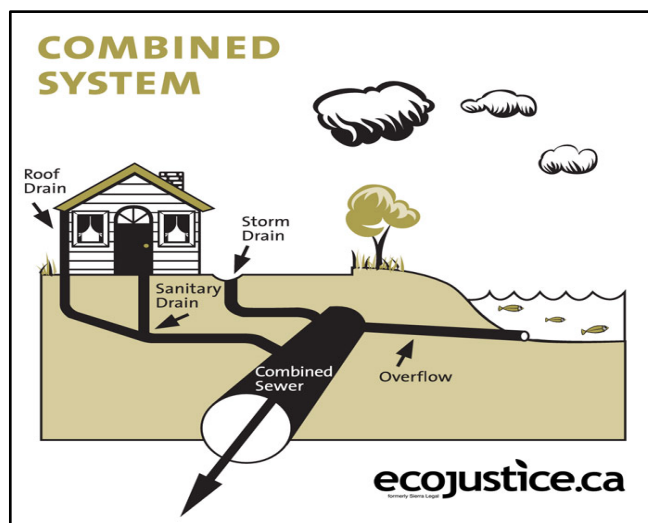 COMBINED
SYSTEM
Roof
Drain
Storm
Drain
Sanitary
Drain
Combined
Sewer
Overflow
ecojustice.ca
formerly Sierra Legal